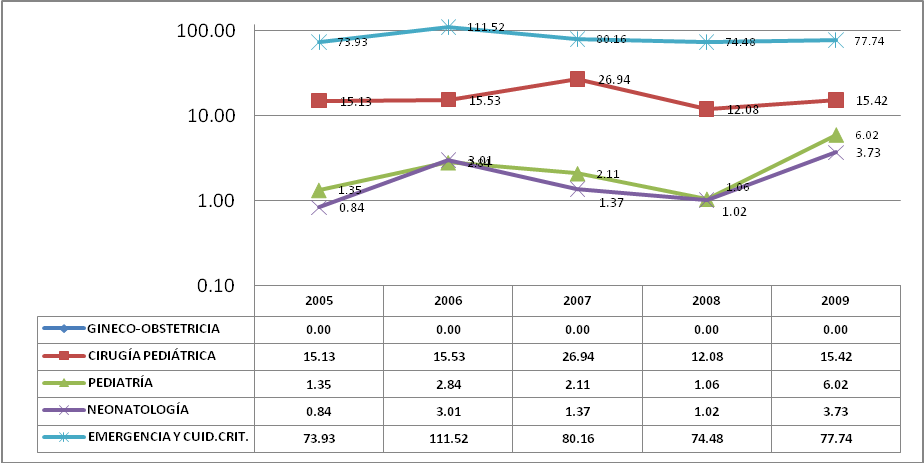 100.00
10.00
1.00
0.10
73.93 111.52 80.16 74.48 77.74
15.13 15.53 26.94 12.08 15.42
1.35 2.84 2.11 1.06 6.02
0.84 3.01 1.37 1.02 3.73
2005 2006 2007 2008 2009
GINECO-OBSTETRICIA 0.00 0.00 0.00 0.00 0.00
CIRUGÍA PEDIÁTRICA 15.13 15.53 26.94 12.08 15.42
PEDIATRÍA 1.35 2.84 2.11 1.06 6.02
NEONATOLOGÍA 0.84 3.01 1.37 1.02 3.73
EMERGENCIA Y CUID.CRIT. 73.93 111.52 80.16 74.48 77.74